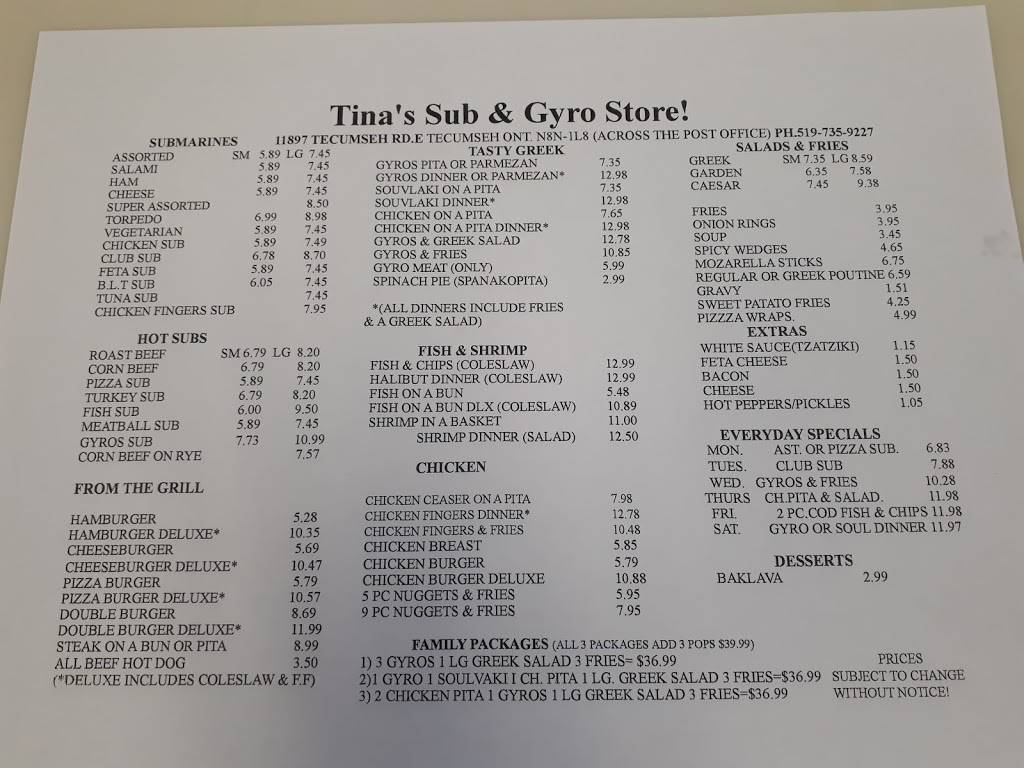 Tina's Sub & Gyro Store!
11897 TECUMSEH RD.E TECUMSEH ONT. N8N-1L8 (ACROSS THE POST OFFICE) PH.519-735-9227
SUBMARINES
ASSORTED SM 5.89 LG 7.45
SALAMI 5.89 7.45
HAM 5.89 7.45
CHEESE 5.89 7.45
SUPER ASSORTED 8.50
TORPEDO 6.99 8.98
VEGETARIAN 5.89 7.45
CHICKEN SUB 5.89 7.49
CLUB SUB 6.78 8.70
FETA SUB 5.89 7.45
B.L.T SUB 6.05 7.45
TUNA SUB 7.45
CHICKEN FINGERS SUB 7.95
HOT SUBS
ROAST BEEF SM 6.79 LG 8.20
CORN BEEF 6.79 8.20
PIZZA SUB 5.89 7.45
TURKEY SUB 6.79 8.20
FISH SUB 6.00 9.50
MEATBALL SUB 5.89 7.45
GYROS SUB 7.73 10.99
CORN BEEF ON RYE 7.57
FROM THE GRILL
HAMBURGER 5.28
HAMBURGER DELUXE* 10.35
CHEESEBURGER 5.69
CHEESEBURGER DELUXE* 10.47
PIZZA BURGER 5.79
PIZZA BURGER DELUXE* 10.57
DOUBLE BURGER 8.69
DOUBLE BURGER DELUXE* 11.99
STEAK ON A BUN OR PITA 8.99
ALL BEEF HOT DOG 3.50
(*DELUXE INCLUDES COLESLAW & F.F)
TASTY GREEK
GYROS PITA OR PARMEZAN 7.35
GYROS DINNER OR PARMEZAN* 12.98
SOUVLAKI ON A PITA 7.35
SOUVLAKI DINNER* 12.98
CHICKEN ON A PITA 7.65
CHICKEN ON A PITA DINNER* 12.98
GYROS & GREEK SALAD 12.78
GYROS & FRIES 10.85
GYRO MEAT (ONLY) 5.99
SPINACH PIE (SPANAKOPITA) 2.99
*(ALL DINNERS INCLUDE FRIES
& A GREEK SALAD)
FISH & SHRIMP
FISH & CHIPS (COLESLAW) 12.99
HALIBUT DINNER (COLESLAW) 12.99
FISH ON A BUN 5.48
FISH ON A BUN DLX (COLESLAW) 10.89
SHRIMP IN A BASKET 11.00
SHRIMP DINNER (SALAD) 12.50
CHICKEN
CHICKEN CEASER ON A PITA 7.98
CHICKEN FINGERS DINNER* 12.78
CHICKEN FINGERS & FRIES 10.48
CHICKEN BREAST 5.85
CHICKEN BURGER 5.79
CHICKEN BURGER DELUXE 10.88
5 PC NUGGETS & FRIES 5.95
9 PC NUGGETS & FRIES 7.95
SALADS & FRIES
GREEK SM 7.35 LG 8.59
GARDEN 6.35 7.58
CAESAR 7.45 9.38
FRIES 3.95
ONION RINGS 3.95
SOUP 3.45
SPICY WEDGES 4.65
MOZARELLA STICKS 6.75
REGULAR OR GREEK POUTINE 6.59
GRAVY 1.51
SWEET PATATO FRIES 4.25
PIZZZA WRAPS. 4.99
EXTRAS
WHITE SAUCE(TZATZIKI) 1.15
FETA CHEESE 1.50
BACON 1.50
CHEESE 1.50
HOT PEPPERS/PICKLES 1.05
EVERYDAY SPECIALS
MON. AST. OR PIZZA SUB. 6.83
TUES. CLUB SUB 7.88
WED. GYROS & FRIES 10.28
THURS CH.PITA & SALAD. 11.98
FRI. 2 PC.COD FISH & CHIPS 11.98
SAT. GYRO OR SOUL DINNER 11.97
DESSERTS
BAKLAVA 2.99
FAMILY PACKAGES (ALL 3 PACKAGES ADD 3 POPS $39.99)
1) 3 GYROS 1 LG GREEK SALAD 3 FRIES= $36.99
2)1 GYRO 1 SOULVAKI I CH. PITA 1 LG. GREEK SALAD 3 FRIES=$36.99
3) 2 CHICKEN PITA 1 GYROS 1 LG GREEK SALAD 3 FRIES=$36.99
PRICES
SUBJECT TO CHANGE
WITHOUT NOTICE!